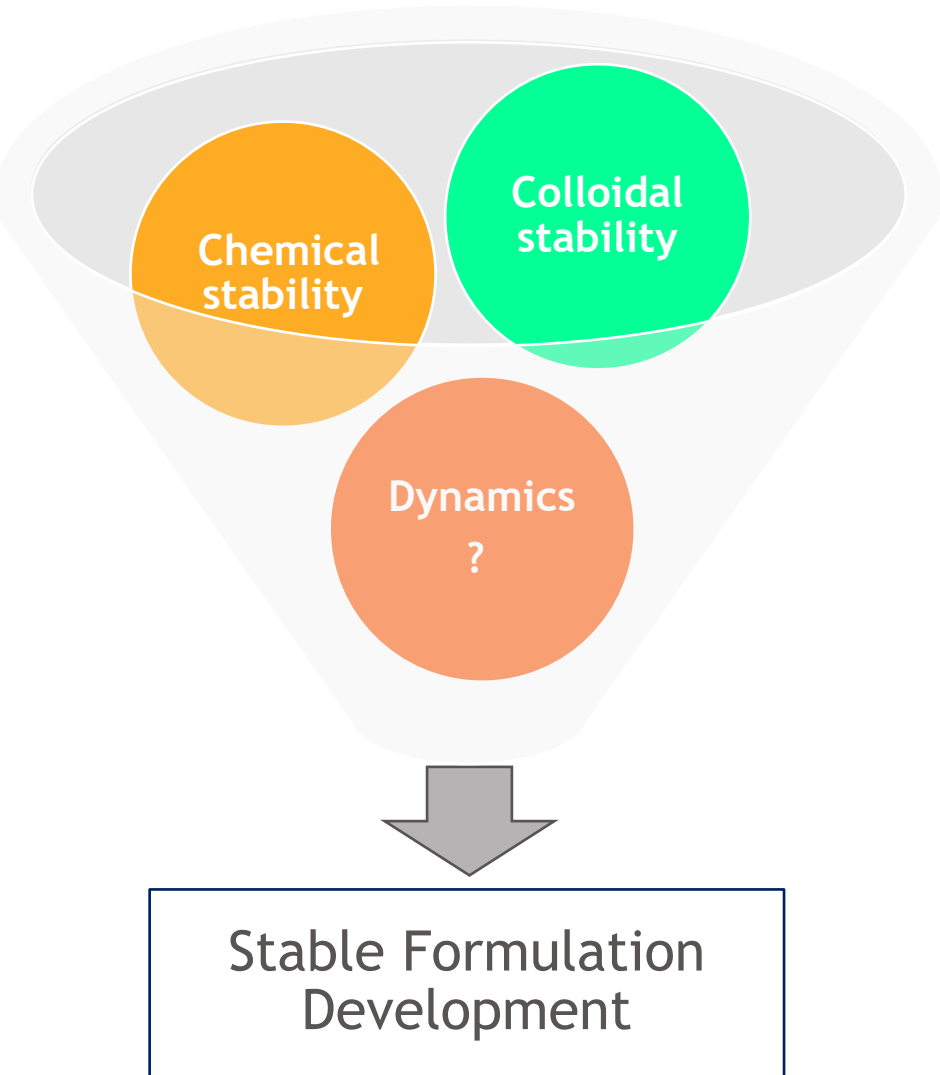 Colloidal
stability
Chemical
stability
Dynamics
?
Stable Formulation
Development